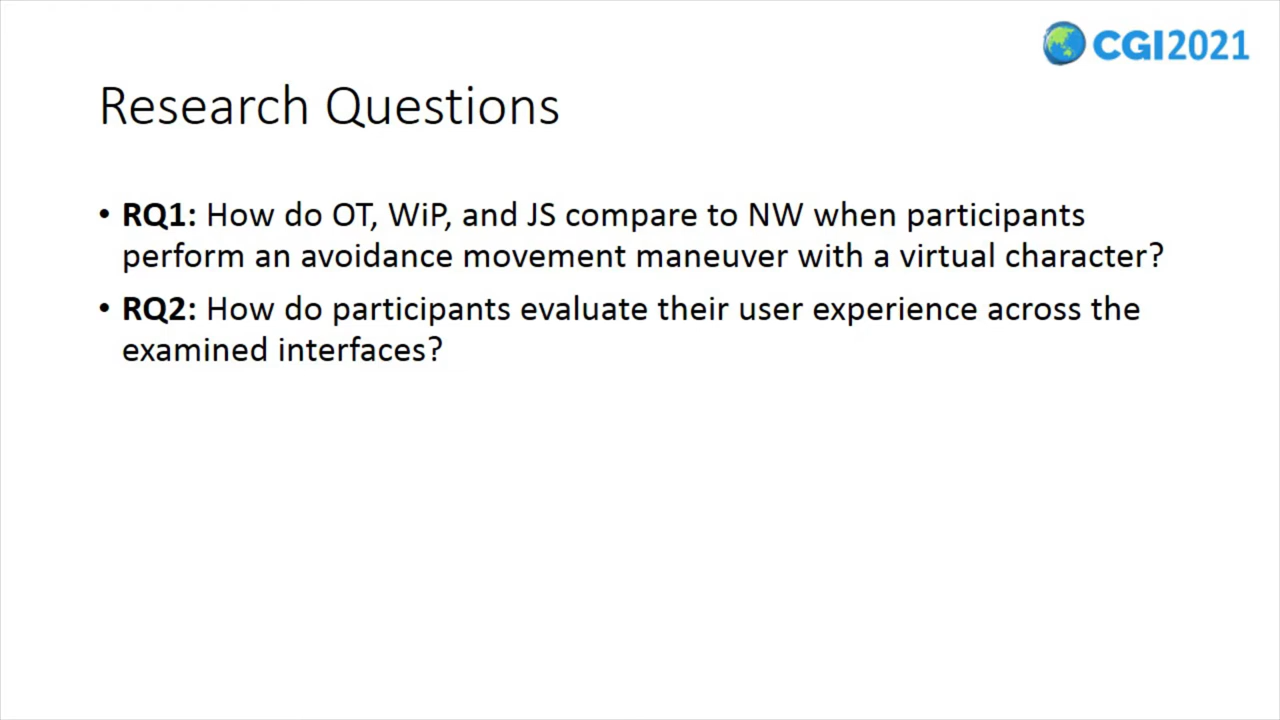 CGI2021
Research Questions
• RQ1: How do OT, WiP, and JS compare to NW when participants
perform an avoidance movement maneuver with a virtual character?
• RQ2: How do participants evaluate their user experience across the
examined interfaces?